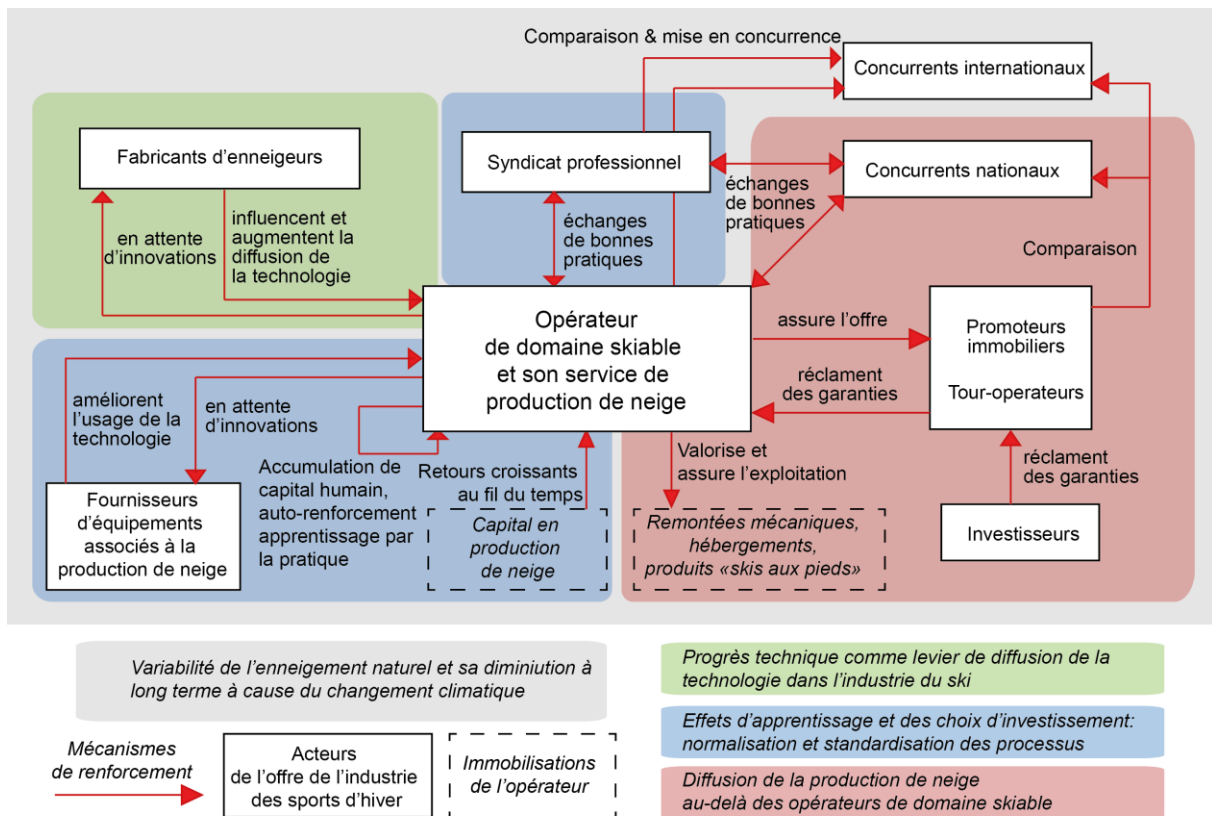 Comparaison & mise en concurrence
Concurrents internationaux
Fabricants d'enneigeurs
Syndicat professionnel
Concurrents nationaux
échanges
de bonnes
pratiques
influencent et
augmentent la
diffusion de
la technologie
en attente
d'innovations
échanges
de bonnes
pratiques
Comparaison
Opérateur
de domaine skiable
et son service de
production de neige
assure l'offre
Promoteurs
immobiliers
Tour-operateurs
réclament
des garanties
améliorent
l'usage de la
technologie
en attente
d'innovations
Accumulation de
capital humain,
auto-renforcement
apprentissage par
la pratique
Retours croissants
au fil du temps
Valorise et
assure l'exploitation
réclament
des garanties
Fournisseurs
d'équipements
associés à la
production de neige
Capital en
production
de neige
Remontées mécaniques,
hébergements,
produits «skis aux pieds»
Investisseurs
Variabilité de l'enneigement naturel et sa diminiution à
long terme à cause du changement climatique
Progrès technique comme levier de diffusion de la
technologie dans l'industrie du ski
Mécanismes
de renforcement
Acteurs
de l'offre de l'industrie
des sports d'hiver
Immobilisations
de l'opérateur
Effets d'apprentissage et des choix d'investissement:
normalisation et standardisation des processus
Diffusion de la production de neige
au-delà des opérateurs de domaine skiable